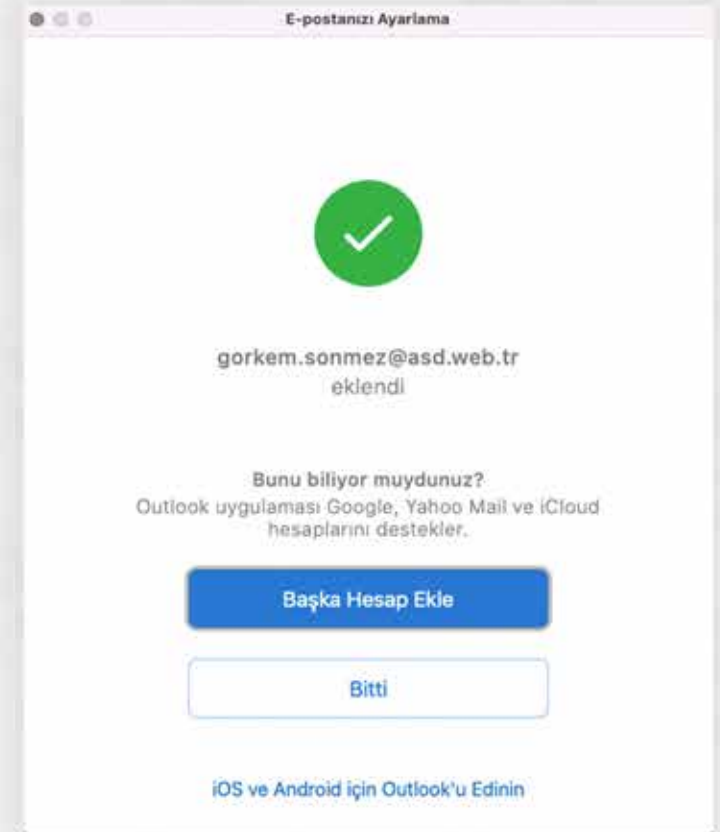 E-postanızı Ayarlama
gorkem.sonmez@asd.web.tr
eklendi
Bunu biliyor muydunuz?
Outlook uygulaması Google, Yahoo Mail ve iCloud
hesaplarını destekler.
Başka Hesap Ekle
Bitti
iOS ve Android için Outlook'u Edinin